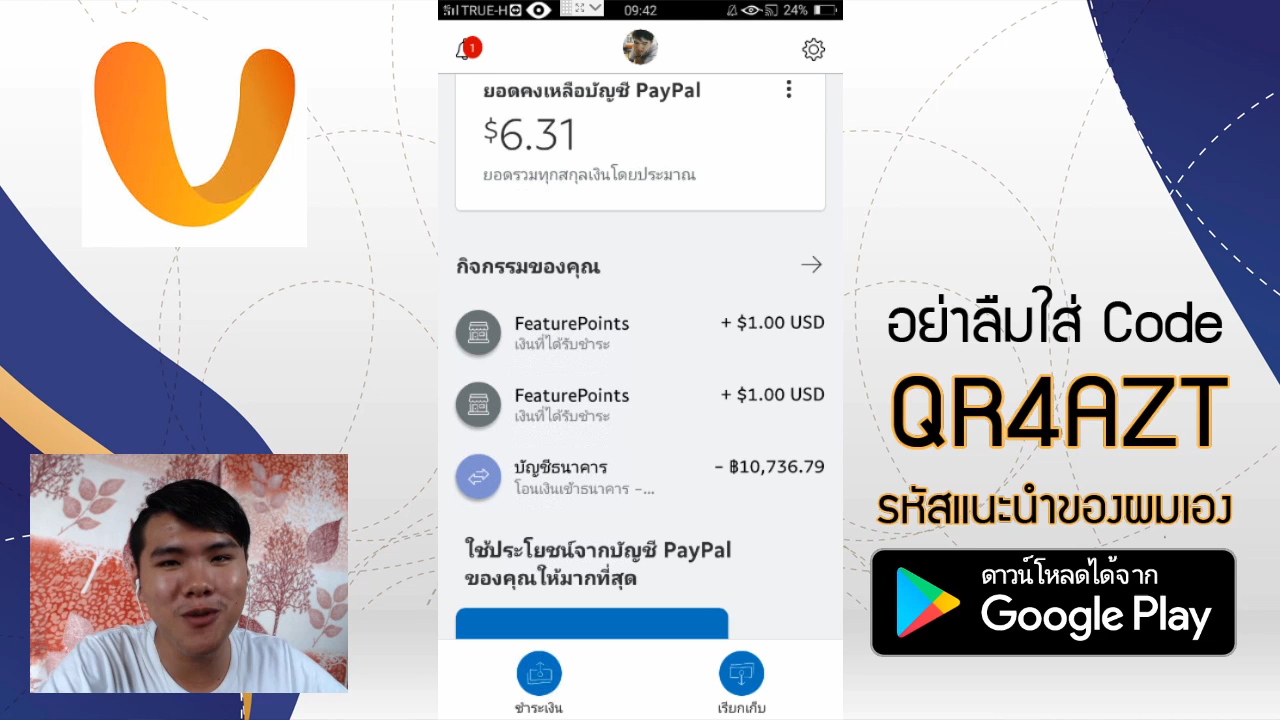 TRUE-H
09:42
24%
1
ยอดคงเหลือบัญชี PayPal
$6.31
ยอดรวมทุกสกุลเงินโดยประมาณ
กิจกรรมของคุณ
FeaturePoints
+ $1.00 USD
เงินที่ได้รับชำระ
FeaturePoints
+ $1.00 USD
เงินที่ได้รับชำระ
บัญชีธนาคาร
− ฿10,736.79
โอนเงินเข้าธนาคาร –...
ใช้ประโยชน์จากบัญชี PayPal
ของคุณให้มากที่สุด
ชำระเงิน
เรียกเก็บ
อย่าลืมใส่ Code
QR4AZT
รหัสแนะนำของผมเอง
ดาวน์โหลดได้จาก
Google Play